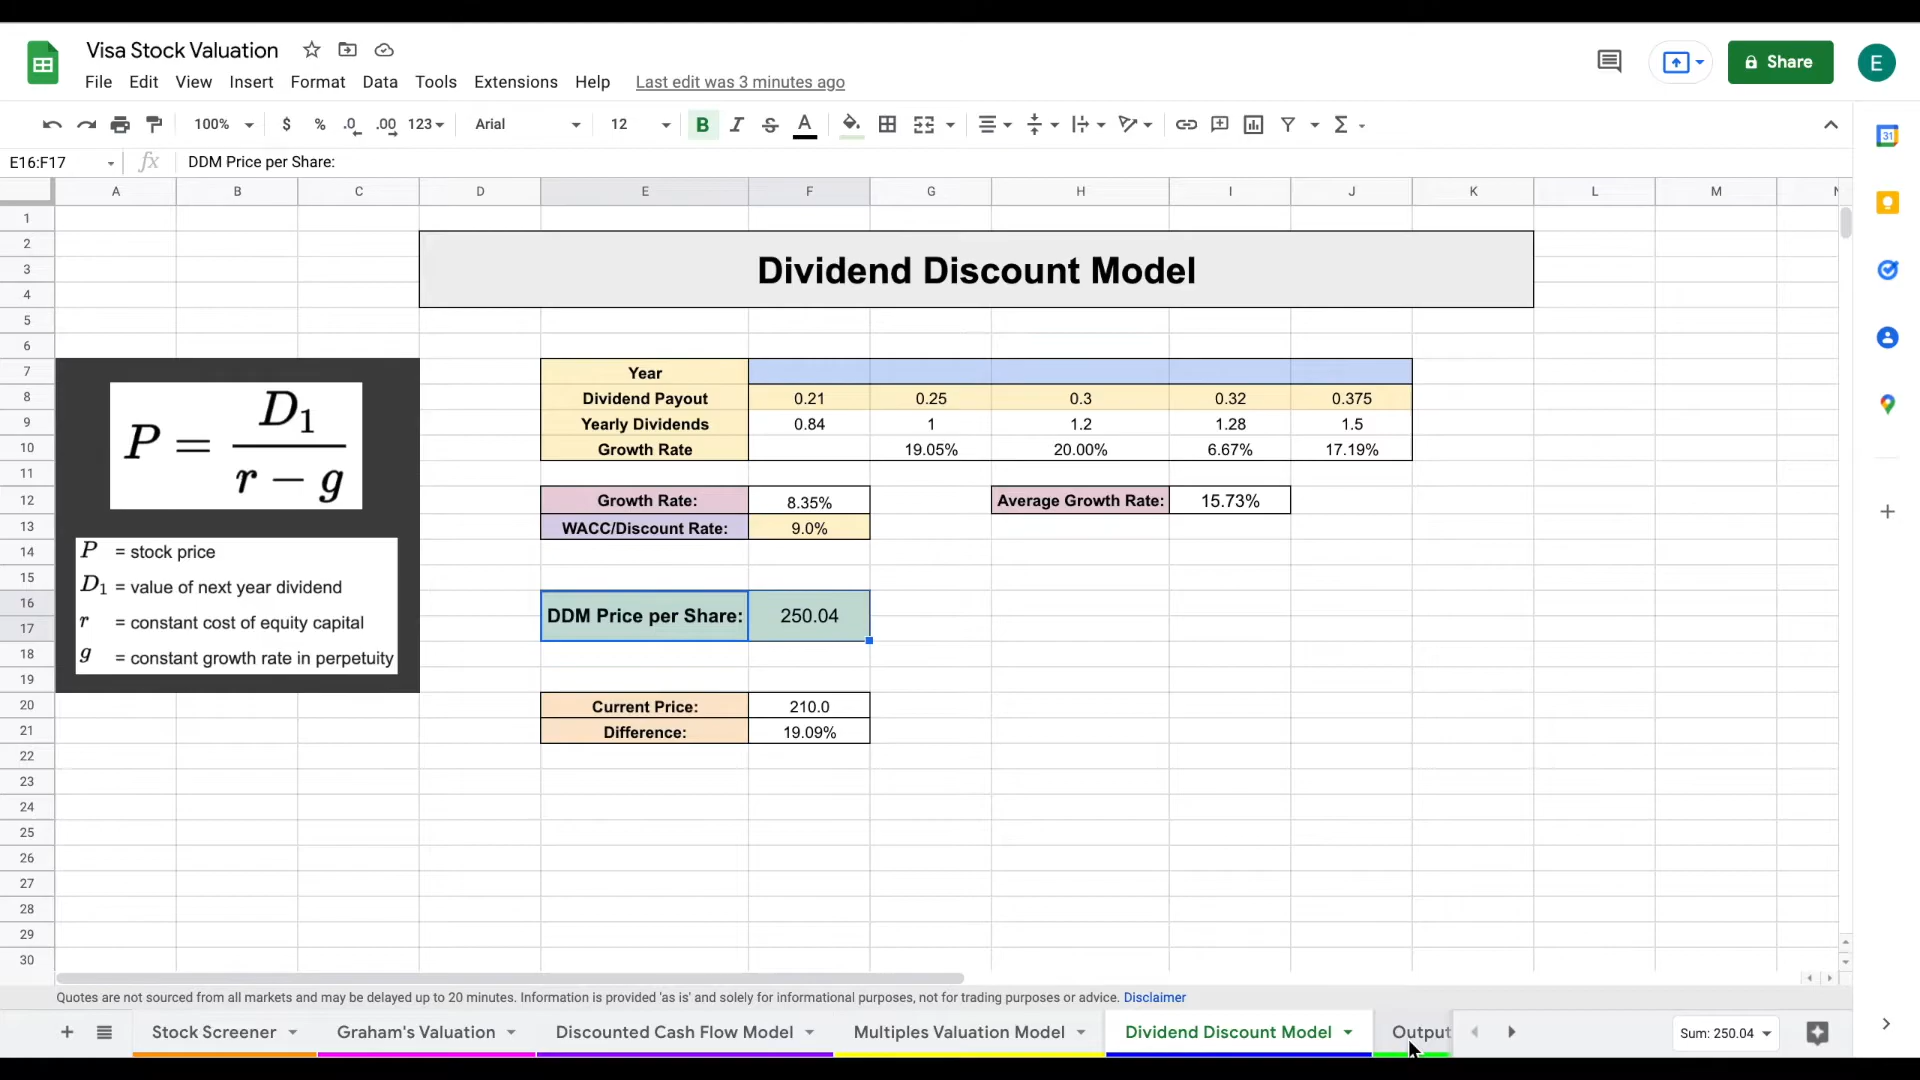 Visa Stock Valuation
File Edit View Insert Format Data Tools Extensions Help Last edit was 3 minutes ago
Share
E
100% $ % .0 .00 123 Arial 12 B I S A Σ
31
E16:F17 fx DDM Price per Share:
A B C D E F G H I J K L M
1
2
3
4
5
6
7
8
9
10
11
12
13
14
15
16
17
18
19
20
21
22
23
24
25
26
27
28
29
30
Dividend Discount Model
P = D1 / r − g
P = stock price
D1 = value of next year dividend
r = constant cost of equity capital
g = constant growth rate in perpetuity
Year
Dividend Payout 0.21 0.25 0.3 0.32 0.375
Yearly Dividends 0.84 1 1.2 1.28 1.5
Growth Rate 19.05% 20.00% 6.67% 17.19%
Growth Rate: 8.35% Average Growth Rate: 15.73%
WACC/Discount Rate: 9.0%
DDM Price per Share: 250.04
Current Price: 210.0
Difference: 19.09%
Quotes are not sourced from all markets and may be delayed up to 20 minutes. Information is provided 'as is' and solely for informational purposes, not for trading purposes or advice. Disclaimer
Stock Screener Graham's Valuation Discounted Cash Flow Model Multiples Valuation Model Dividend Discount Model Output Sum: 250.04